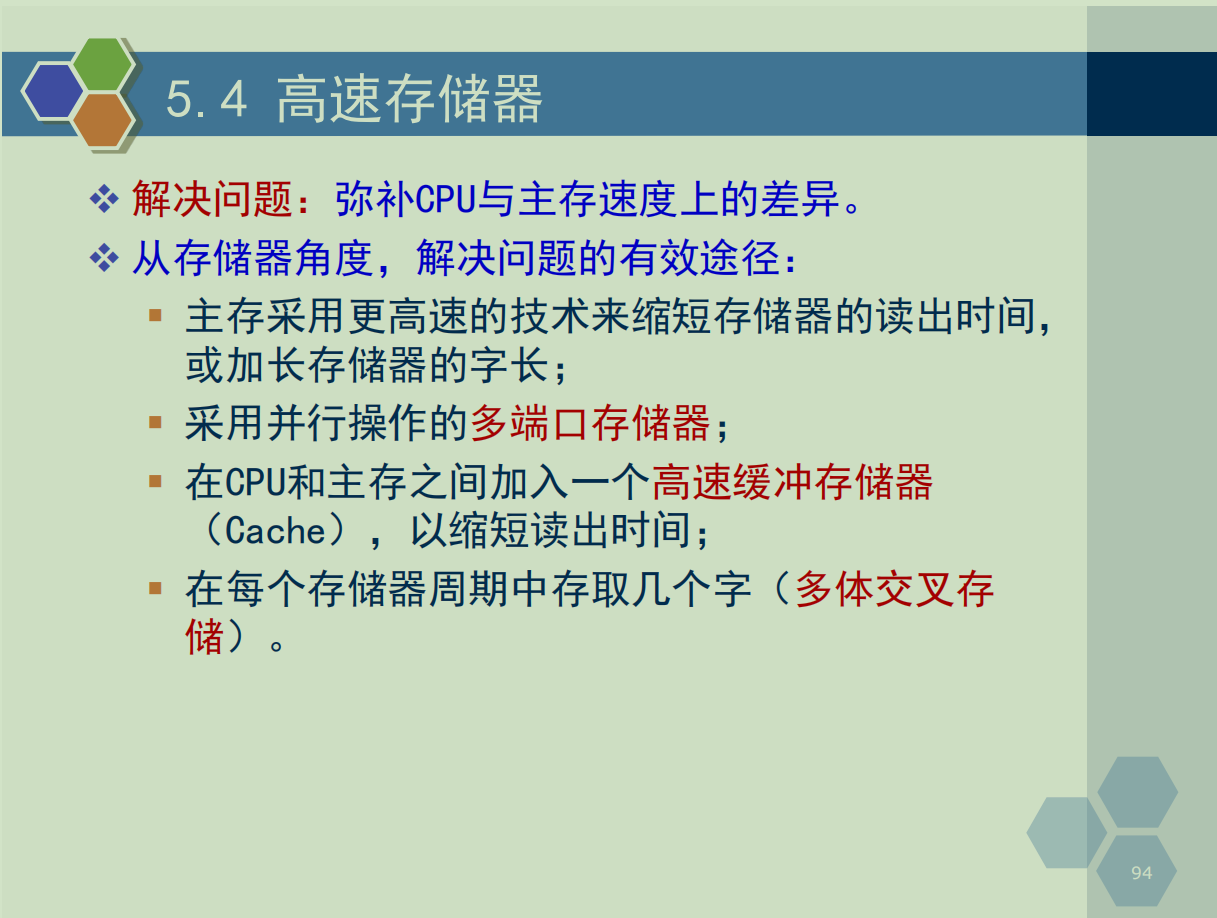 5.4 高速存储器
解决问题：弥补CPU与主存速度上的差异。
从存储器角度，解决问题的有效途径：
主存采用更高速的技术来缩短存储器的读出时间，
或加长存储器的字长；
采用并行操作的多端口存储器；
在CPU和主存之间加入一个高速缓冲存储器
（Cache），以缩短读出时间；
在每个存储器周期中存取几个字（多体交叉存
储）。
94